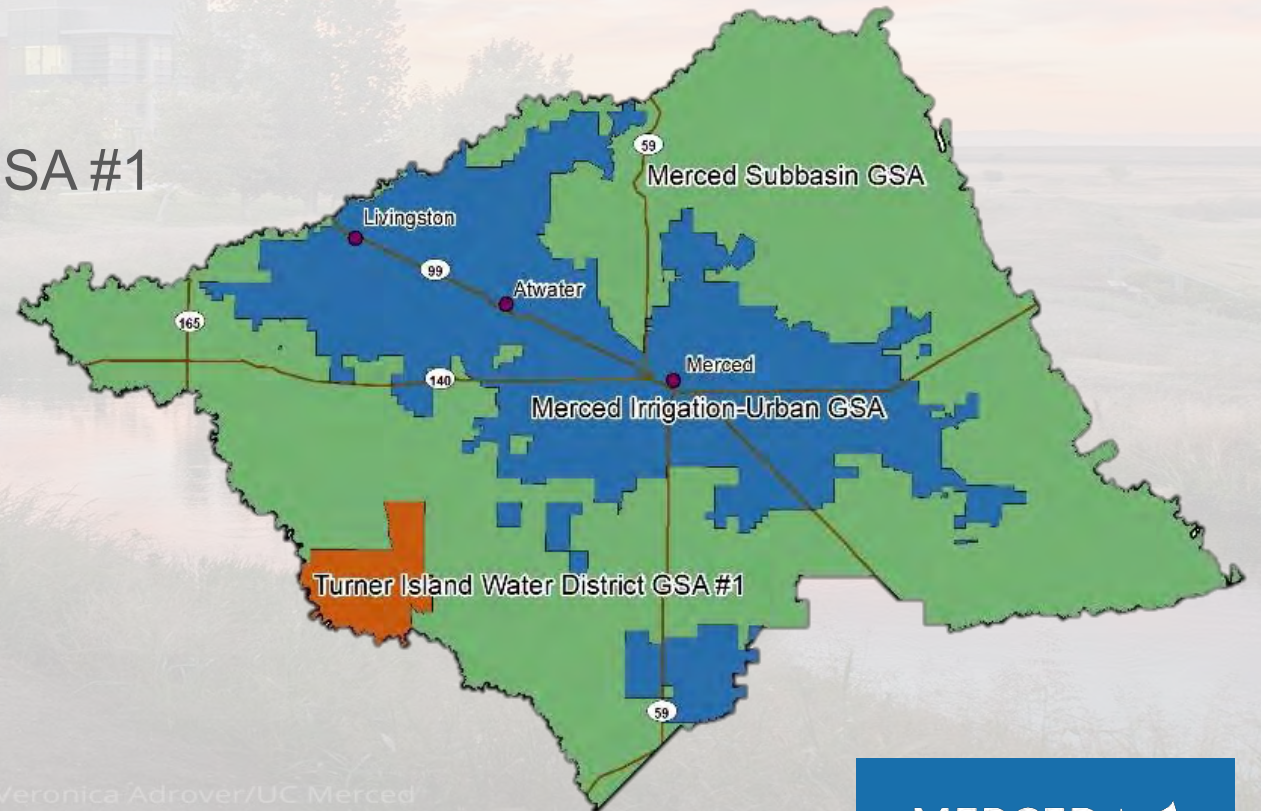 SA #1
59
Merced Subbasin GSA
Livingston
99
Atwater
165
Merced
140
Merced Irrigation-Urban GSA
Turner Island Water District GSA #1
59
Veronica Adrover/UC Merced
MERCED